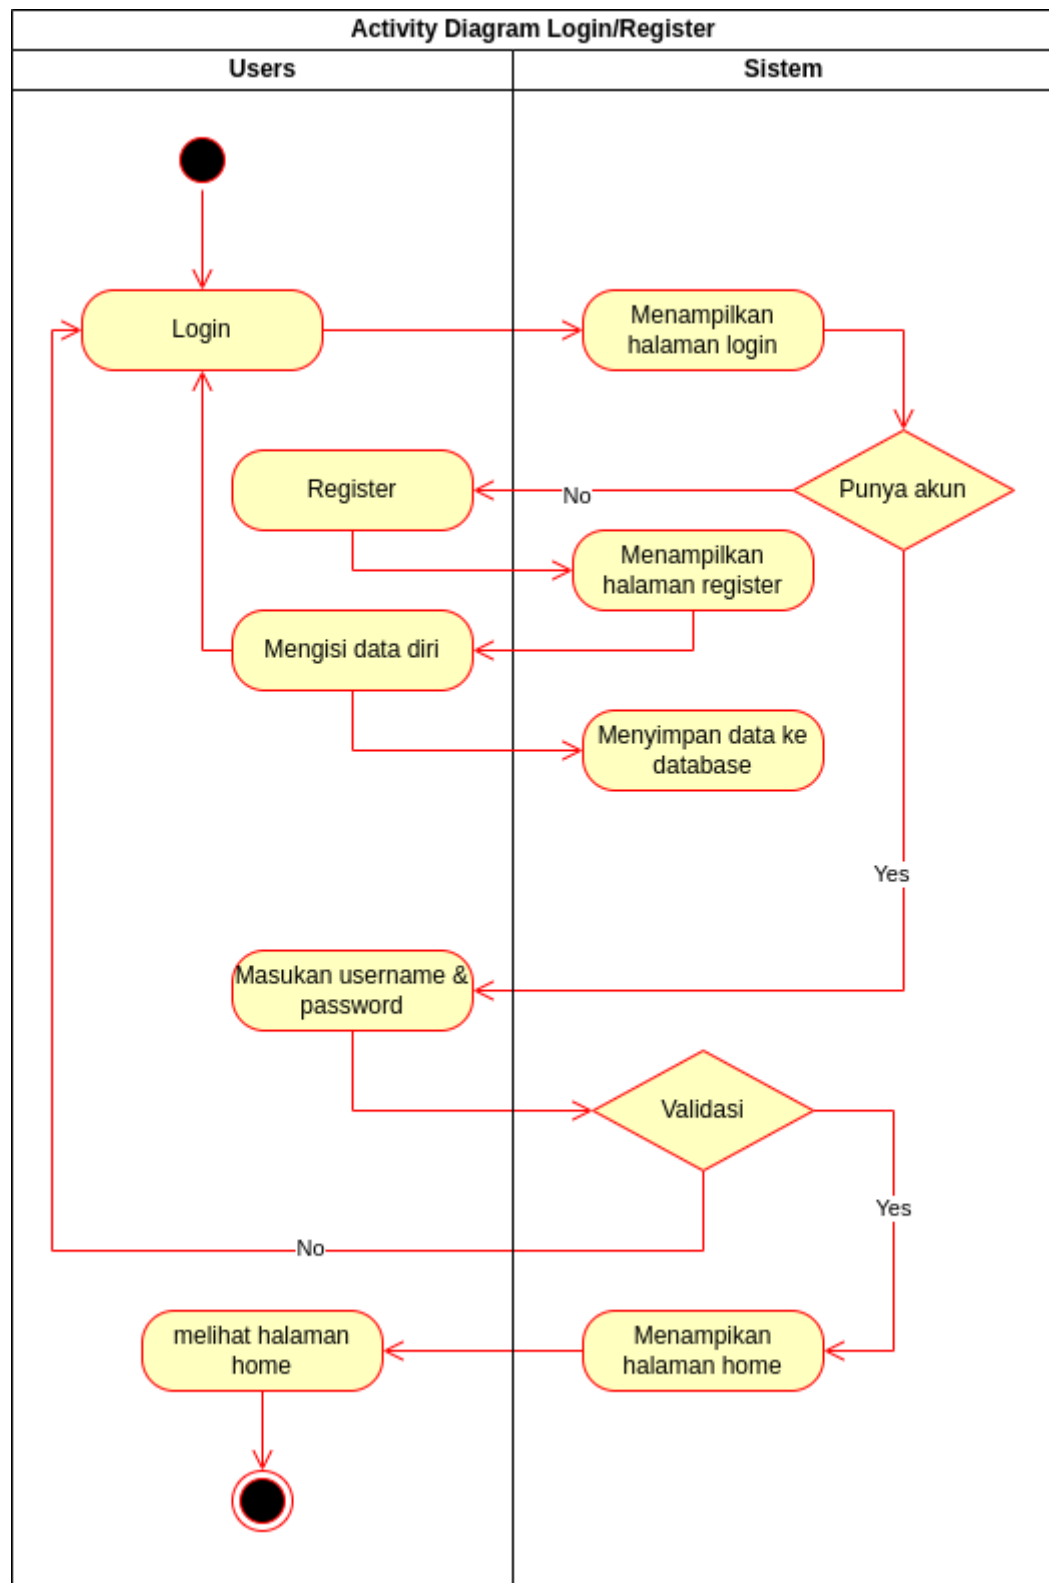 Activity Diagram Login/Register
Users
Sistem
Login
Menampilkan
halaman login
Punya akun
No
Register
Menampilkan
halaman register
Mengisi data diri
Menyimpan data ke
database
Yes
Masukan username &
password
Validasi
Yes
No
melihat halaman
home
Menampikan
halaman home